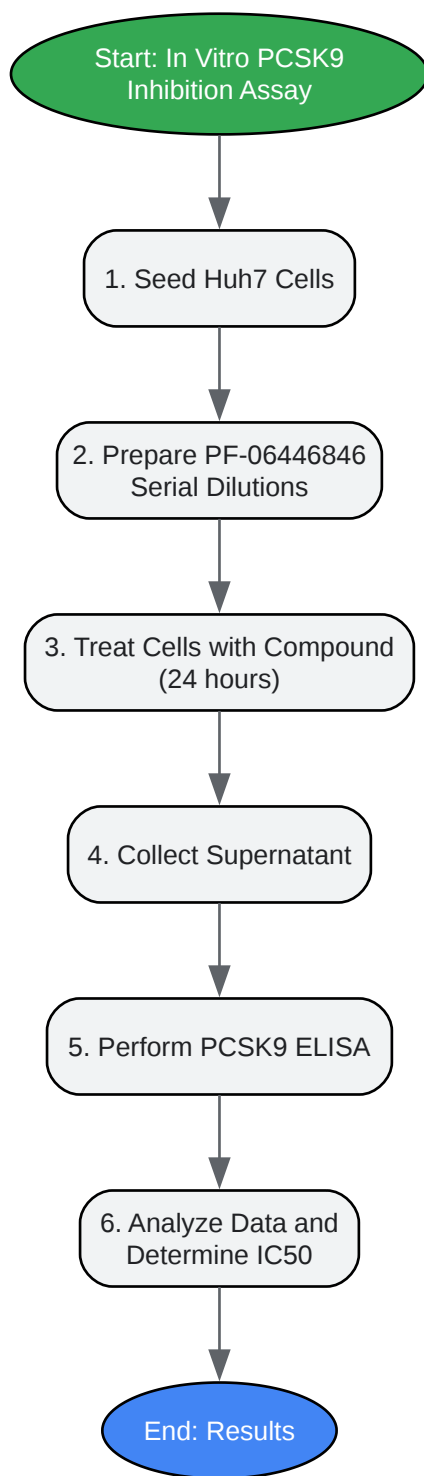 Start: In Vitro PCSK9
Inhibition Assay
1. Seed Huh7 Cells
2. Prepare PF-06446846
Serial Dilutions
3. Treat Cells with Compound
(24 hours)
4. Collect Supernatant
5. Perform PCSK9 ELISA
6. Analyze Data and
Determine IC50
End: Results